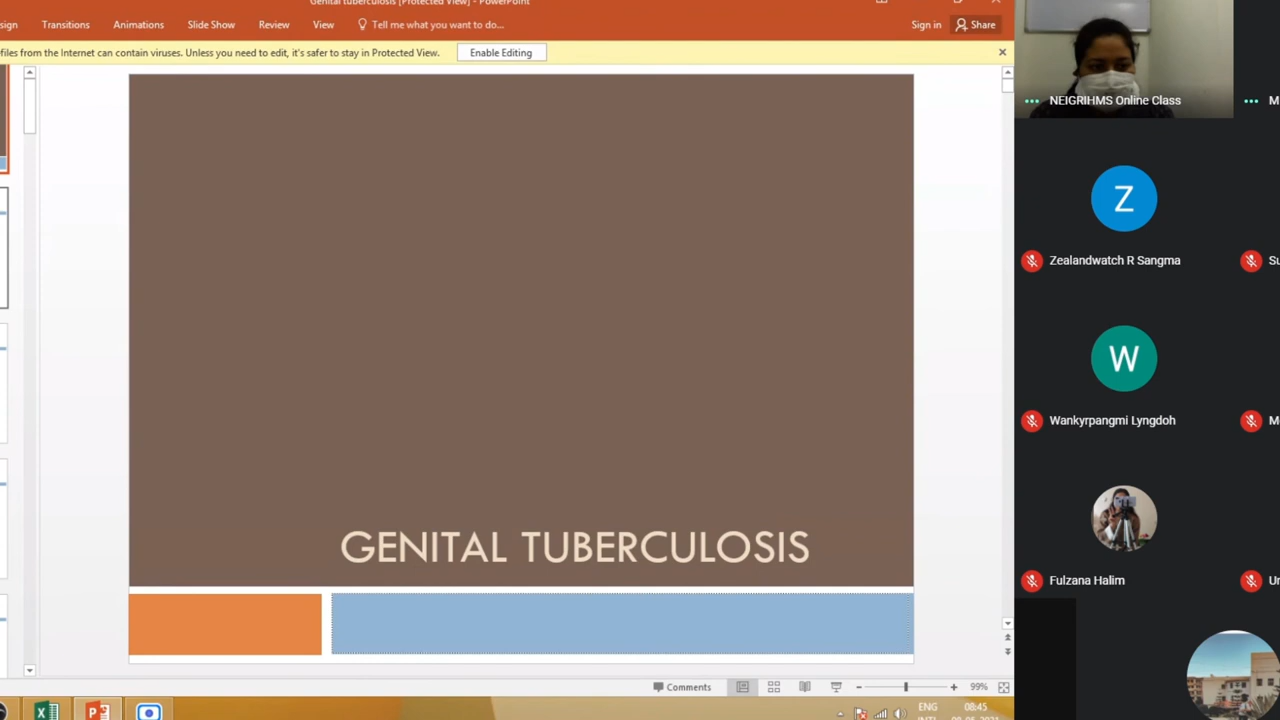 Genital tuberculosis [Protected View] - PowerPoint
sign Transitions Animations Slide Show Review View Tell me what you want to do... Sign in Share
files from the Internet can contain viruses. Unless you need to edit, it's safer to stay in Protected View. Enable Editing
GENITAL TUBERCULOSIS
Comments 99%
ENG 08:45
INTL
NEIGRIHMS Online Class
M
Z
Zealandwatch R Sangma
Su
W
Wankyrpangmi Lyngdoh
Fulzana Halim